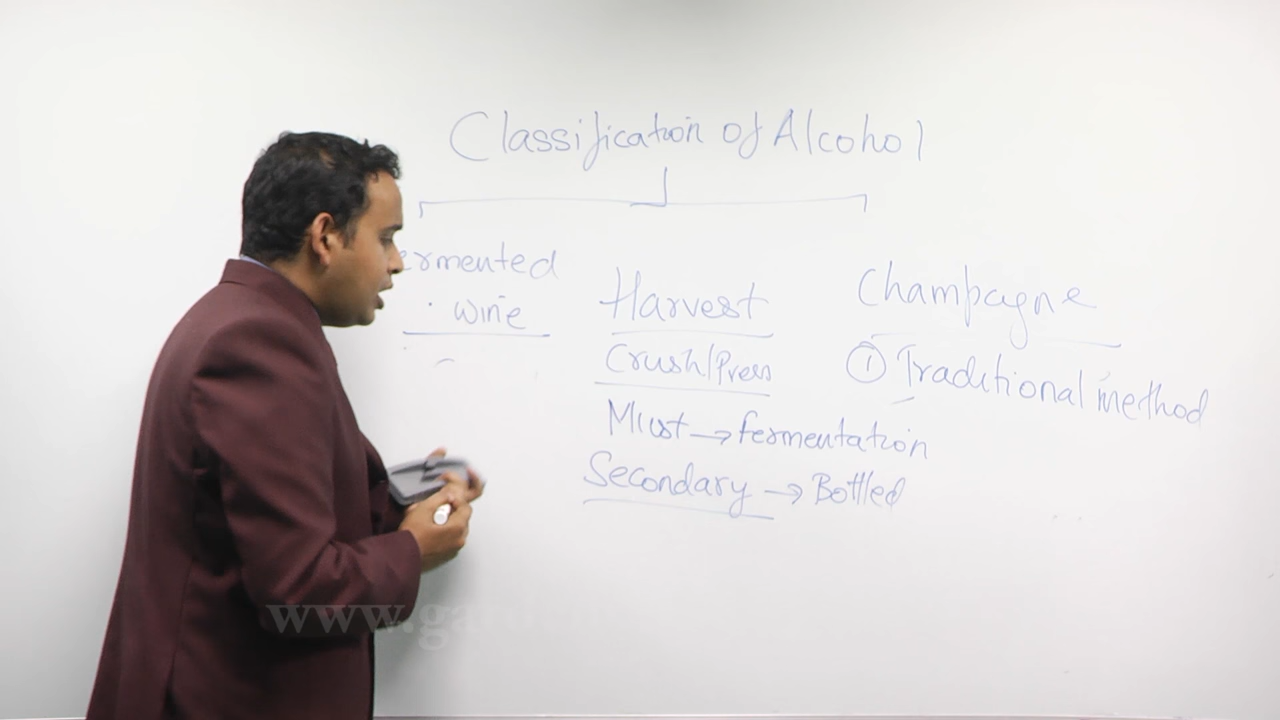 Classification of Alcohol
ermented
· wine
Harvest
Crush/Press
Must → fermentation
Secondary → Bottled
Champagne
① Traditional method
www.ga